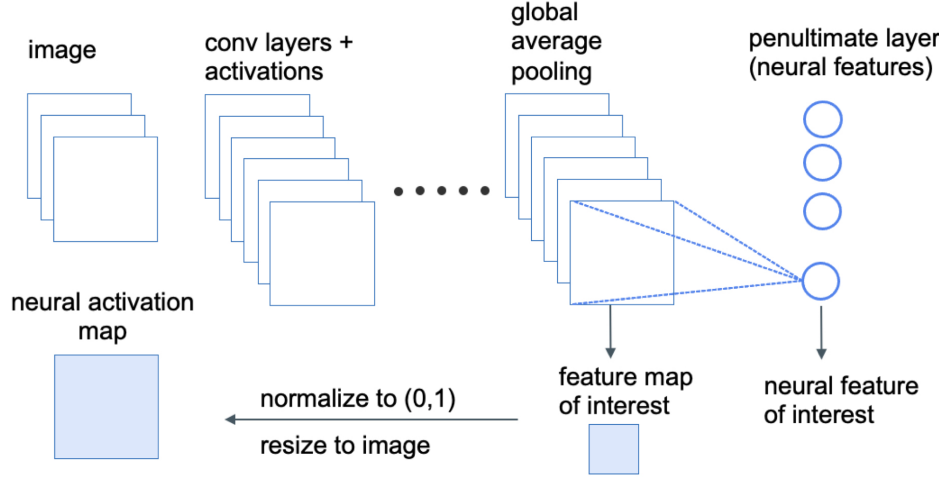 image
conv layers +
activations
global
average
pooling
penultimate layer
(neural features)
neural activation
map
normalize to (0,1)
resize to image
feature map
of interest
neural feature
of interest